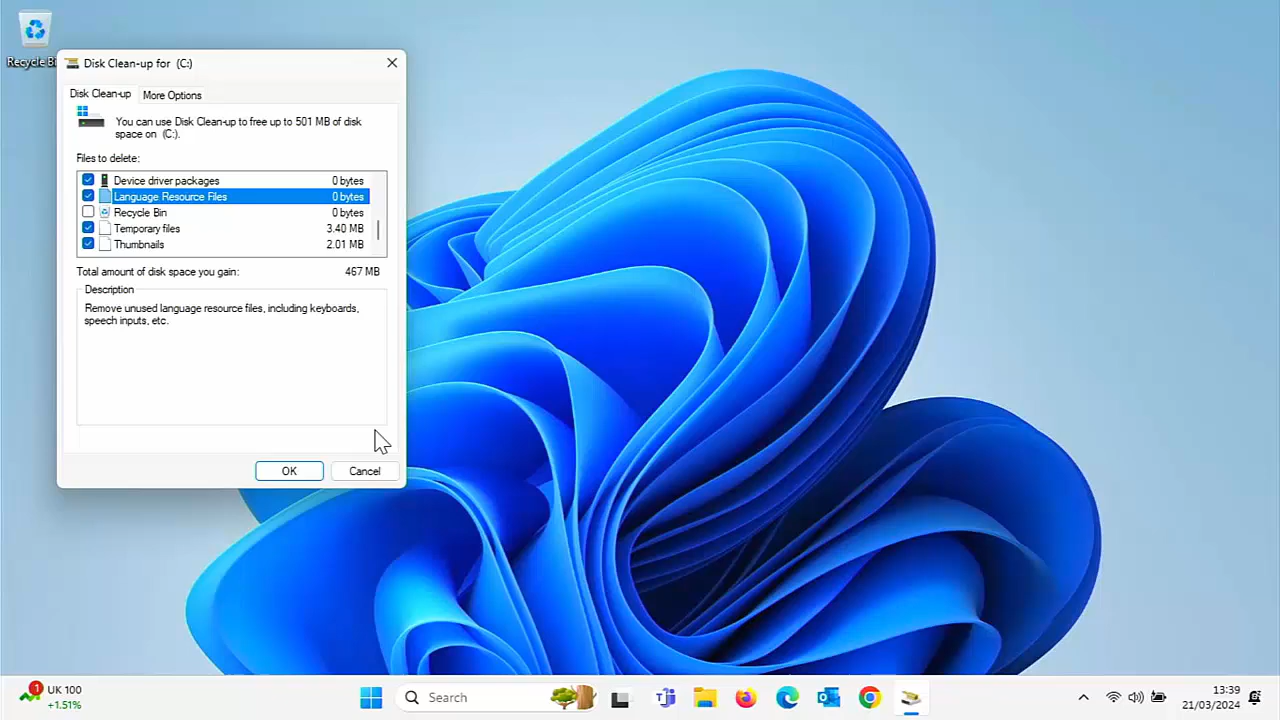 Recycle Bi
Disk Clean-up for (C:)
Disk Clean-up
More Options
You can use Disk Clean-up to free up to 501 MB of disk
space on (C:).
Files to delete:
Device driver packages 0 bytes
Language Resource Files 0 bytes
Recycle Bin 0 bytes
Temporary files 3.40 MB
Thumbnails 2.01 MB
Total amount of disk space you gain: 467 MB
Description
Remove unused language resource files, including keyboards,
speech inputs, etc.
OK
Cancel
1
UK 100
+1.51%
Search
13:39
21/03/2024